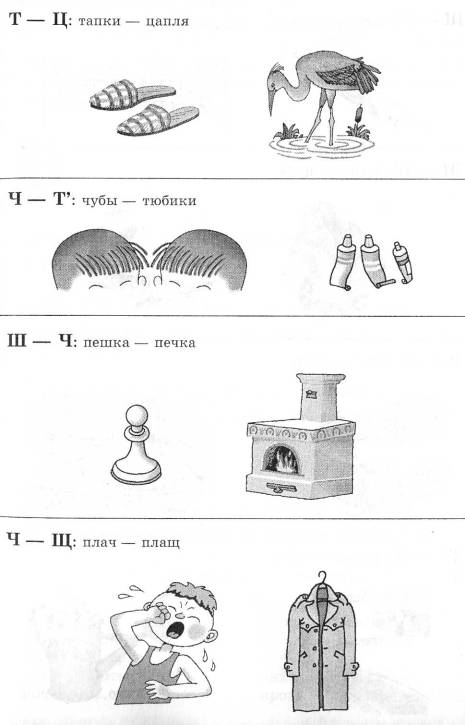 Т — Ц: тапки — цапля
Ч — Т’: чубы — тюбики
Ш — Ч: пешка — печка
Ч — Щ: плач — плащ